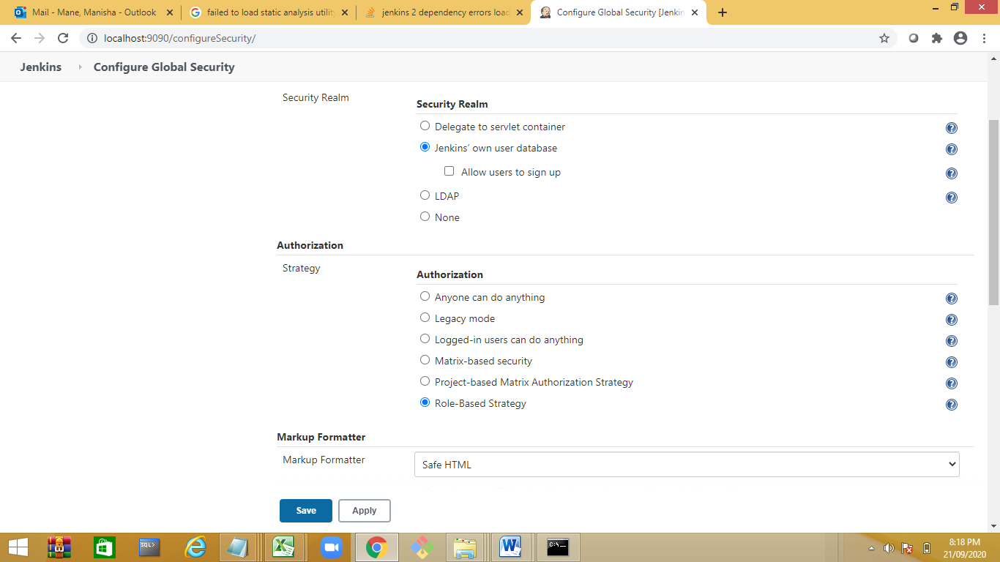 Mail - Mane, Manisha - Outlook
failed to load static analysis utility
jenkins 2 dependency errors load
Configure Global Security [Jenkin
localhost:9090/configureSecurity/
Jenkins
Configure Global Security
Security Realm
Security Realm
Delegate to servlet container
Jenkins' own user database
Allow users to sign up
LDAP
None
Authorization
Strategy
Authorization
Anyone can do anything
Legacy mode
Logged-in users can do anything
Matrix-based security
Project-based Matrix Authorization Strategy
Role-Based Strategy
Markup Formatter
Markup Formatter
Safe HTML
Save
Apply
SQL>
C:\
8:18 PM
21/09/2020